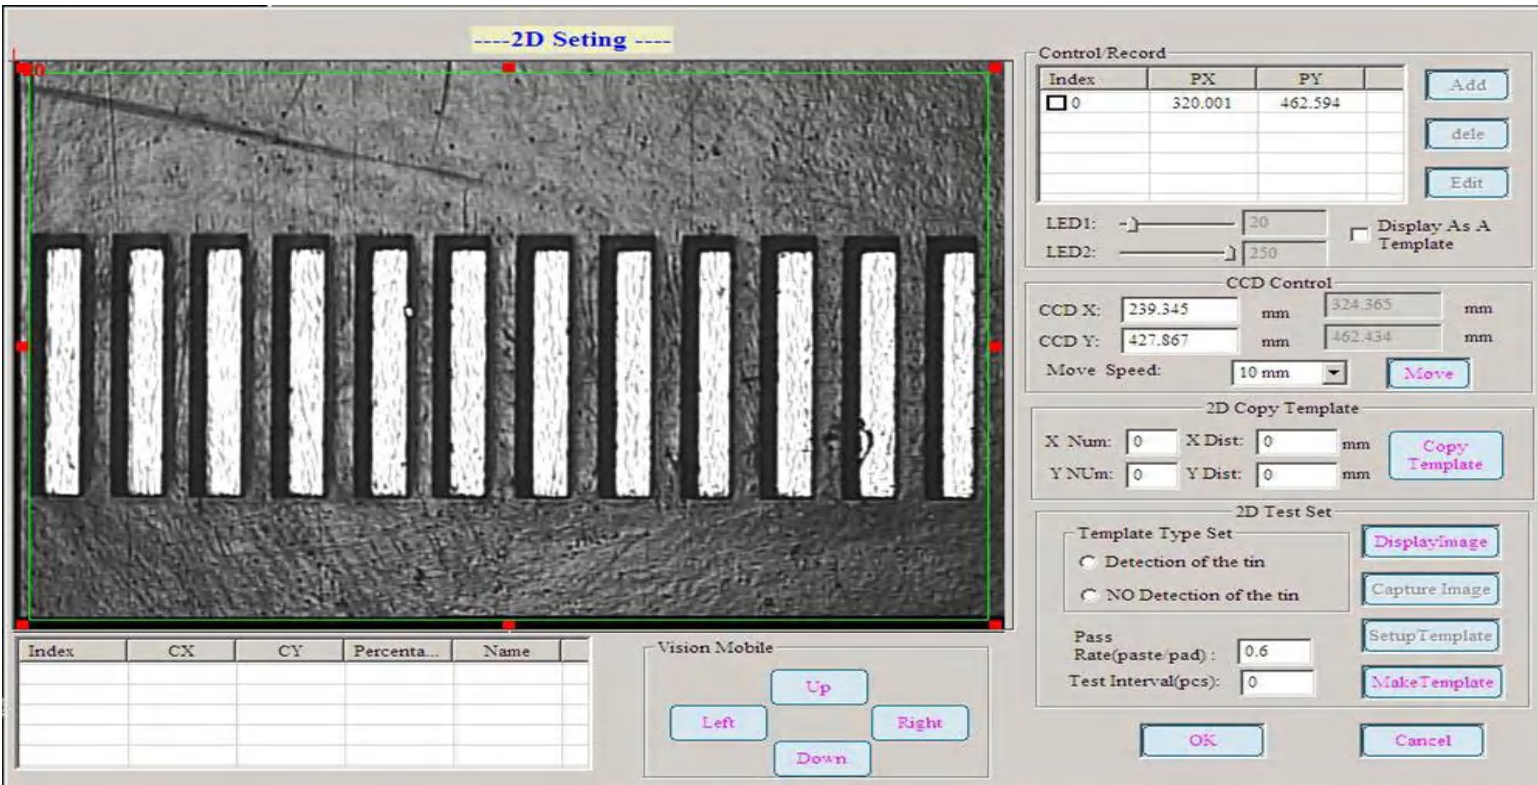 ----2D Seting ----
0
Control/Record
Index PX PY
0 320.001 462.594
Add
dele
Edit
LED1: 20
LED2: 250
Display As A
Template
CCD Control
CCD X: 239.345 mm 324.365 mm
CCD Y: 427.867 mm 462.434 mm
Move Speed: 10 mm Move
2D Copy Template
X Num: 0 X Dist: 0 mm
Y NUm: 0 Y Dist: 0 mm
Copy
Template
2D Test Set
Template Type Set
Detection of the tin
NO Detection of the tin
DisplayImage
Capture Image
SetupTemplate
MakeTemplate
Pass
Rate(paste/pad) : 0.6
Test Interval(pcs): 0
OK
Cancel
Index CX CY Percenta... Name
Vision Mobile
Up
Left Right
Down